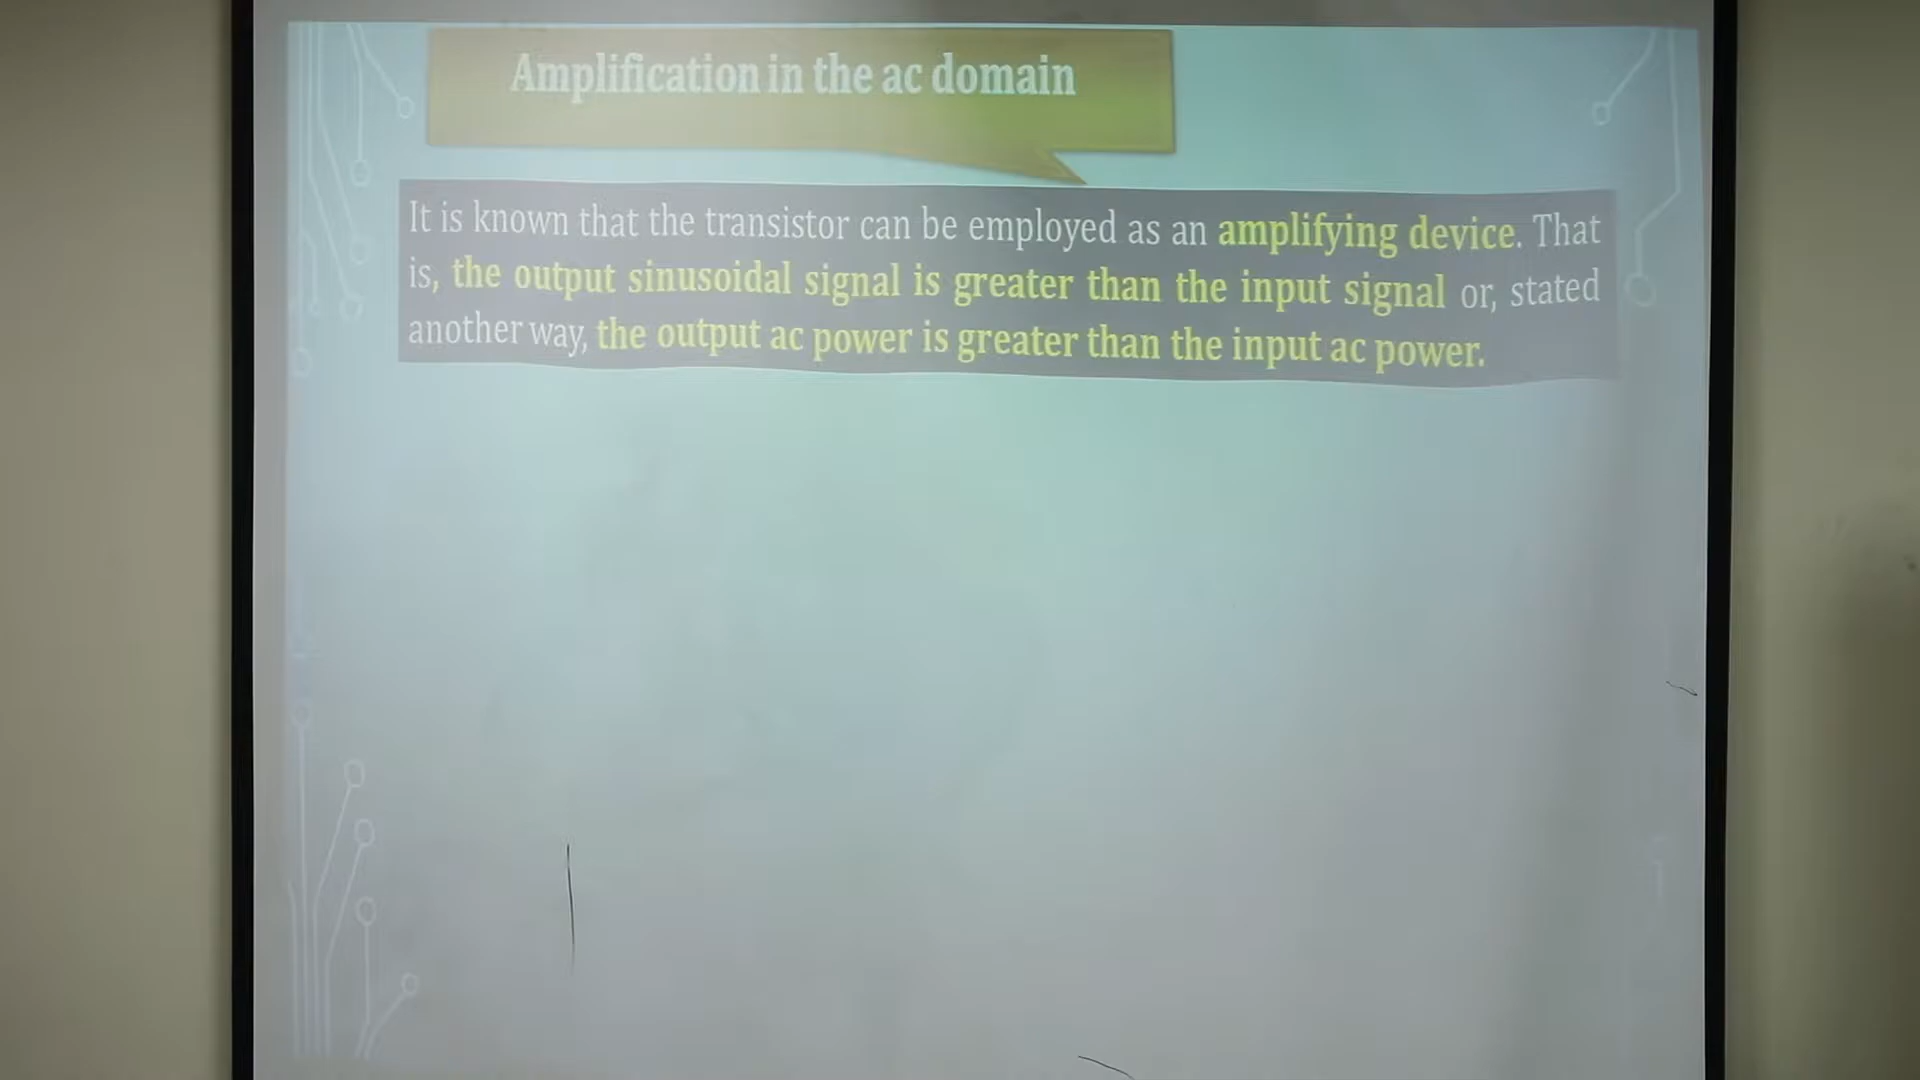 Amplification in the ac domain
It is known that the transistor can be employed as an amplifying device. That
is, the output sinusoidal signal is greater than the input signal or, stated
another way, the output ac power is greater than the input ac power.